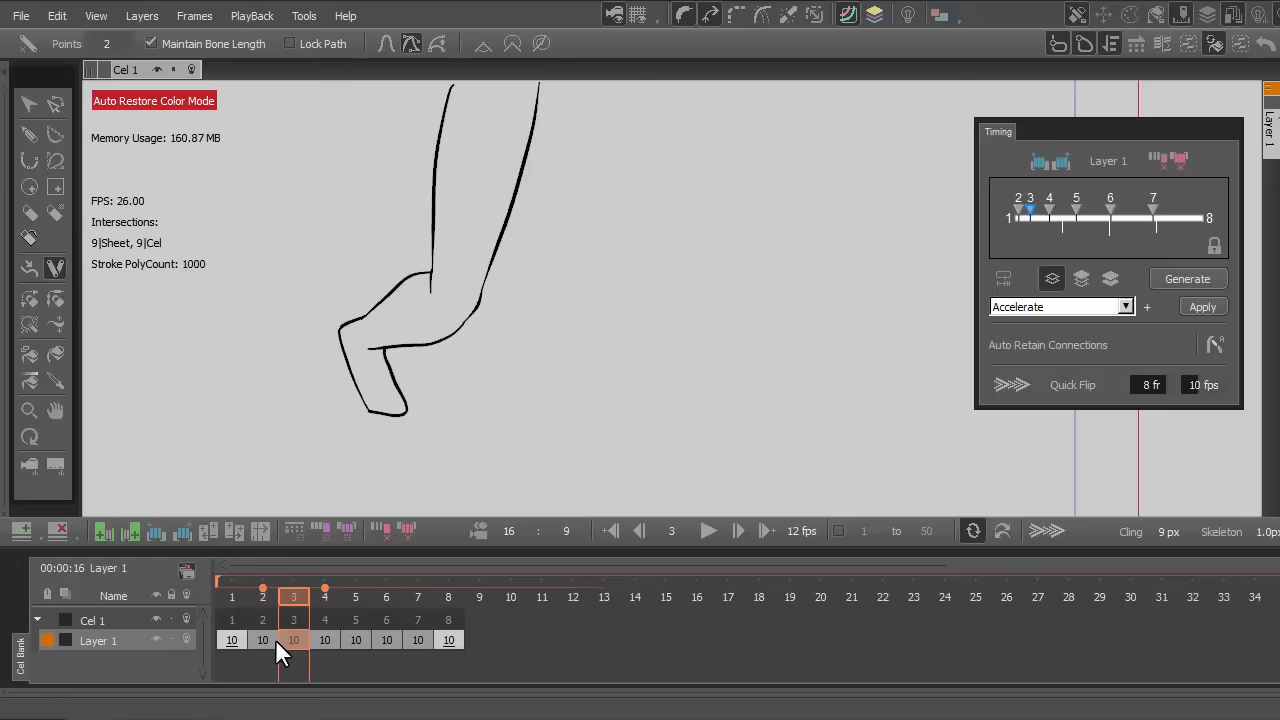 File Edit Views Layers Frames PlayBack Tools Help
Points 2 Maintain Bone Length Lock Path
Cel 1
Auto Restore Color Mode
Memory Usage: 160.87 MB
FPS: 26.00
Intersections:
9|Sheet, 9|Cel
Stroke PolyCount: 1000
Layer 1
Timing
Layer 1
2 3 4 5 6 7
1 8
Generate
Accelerate + Apply
Auto Retain Connections
Quick Flip 8 fr 10 fps
16 : 9 3 12 fps 1 to 50 Cling 9 px Skeleton 1.0px
00:00:16 Layer 1
Name 1 2 3 4 5 6 7 8 9 10 11 12 13 14 15 16 17 18 19 20 21 22 23 24 25 26 27 28 29 30 31 32 33 34
Cel 1 1 2 3 4 5 6 7 8
Layer 1 10 10 10 10 10 10 10 10
Cel Bank